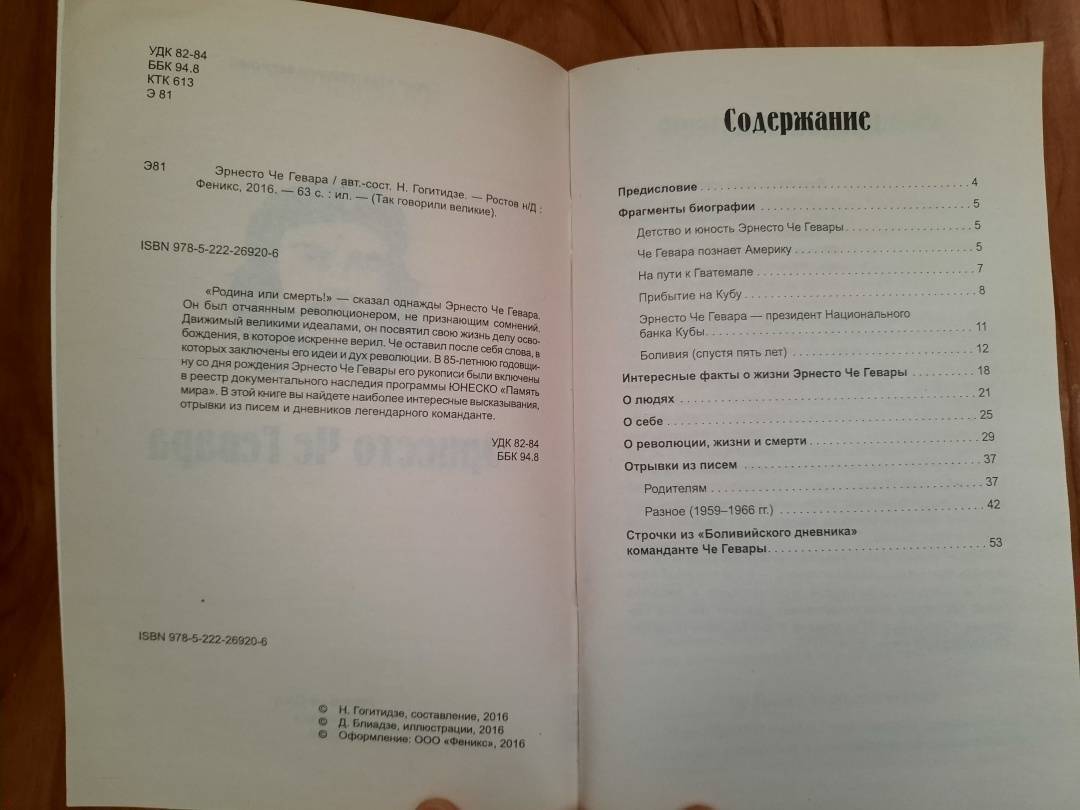 УДК 82-84
ББК 94.8
КТК 613
Э 81
Э81
Эрнесто Че Гевара / авт.-сост. Н. Гогитидзе. — Ростов н/Д :
Феникс, 2016. — 63 с. : ил. — (Так говорили великие).
ISBN 978-5-222-26920-6
«Родина или смерть!» — сказал однажды Эрнесто Че Гевара.
Он был отчаянным революционером, не признающим сомнений.
Движимый великими идеалами, он посвятил свою жизнь делу осво-
бождения, в которое искренне верил. Че оставил после себя слова, в
которых заключены его идеи и дух революции. В 85-летнюю годовщи-
ну со дня рождения Эрнесто Че Гевары его рукописи были включены
в реестр документального наследия программы ЮНЕСКО «Память
мира». В этой книге вы найдете наиболее интересные высказывания,
отрывки из писем и дневников легендарного команданте.
УДК 82-84
ББК 94.8
ISBN 978-5-222-26920-6
© Н. Гогитидзе, составление, 2016
© Д. Блиадзе, иллюстрации, 2016
© Оформление: ООО «Феникс», 2016
Содержание
Предисловие . . . . . . . . . . 4
Фрагменты биографии . . . . . . . . . . 5
Детство и юность Эрнесто Че Гевары . . . . . . . . . . 5
Че Гевара познает Америку . . . . . . . . . . 5
На пути к Гватемале . . . . . . . . . . 7
Прибытие на Кубу . . . . . . . . . . 8
Эрнесто Че Гевара — президент Национального
банка Кубы . . . . . . . . . . 11
Боливия (спустя пять лет) . . . . . . . . . . 12
Интересные факты о жизни Эрнесто Че Гевары . . . . . . . . . . 18
О людях . . . . . . . . . . 21
О себе . . . . . . . . . . 25
О революции, жизни и смерти . . . . . . . . . . 29
Отрывки из писем . . . . . . . . . . 37
Родителям . . . . . . . . . . 37
Разное (1959–1966 гг.) . . . . . . . . . . 42
Строчки из «Боливийского дневника»
команданте Че Гевары . . . . . . . . . . 53